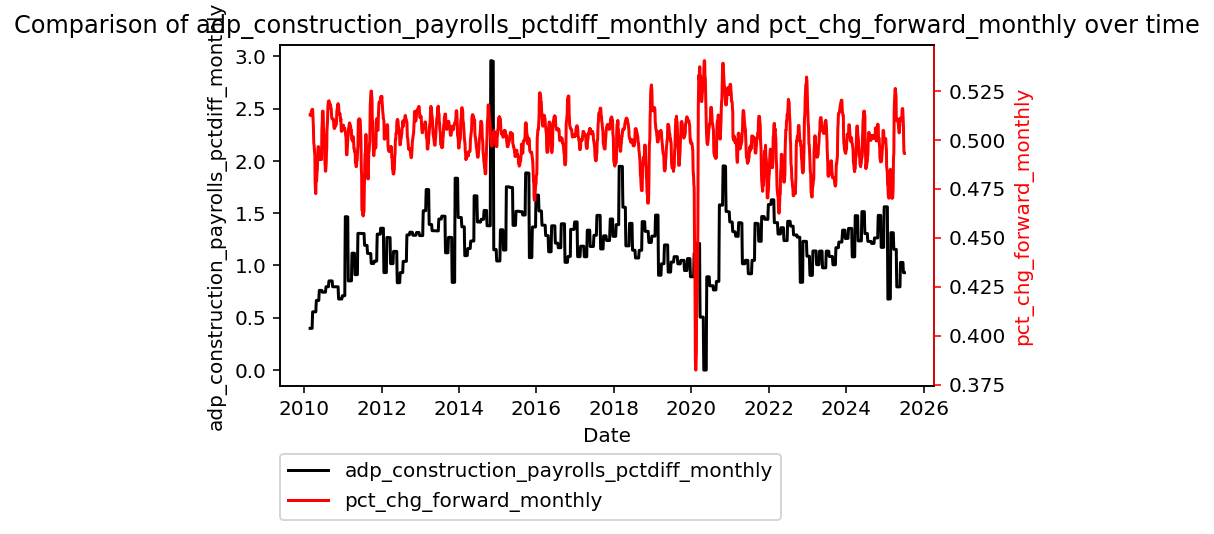 Comparison of adp_construction_payrolls_pctdiff_monthly and pct_chg_forward_monthly over time
adp_construction_payrolls_pctdiff_monthly
3.0
2.5
2.0
1.5
1.0
0.5
0.0
0.525
0.500
0.475
0.450
0.425
0.400
0.375
pct_chg_forward_monthly
2010 2012 2014 2016 2018 2020 2022 2024 2026
Date
adp_construction_payrolls_pctdiff_monthly
pct_chg_forward_monthly